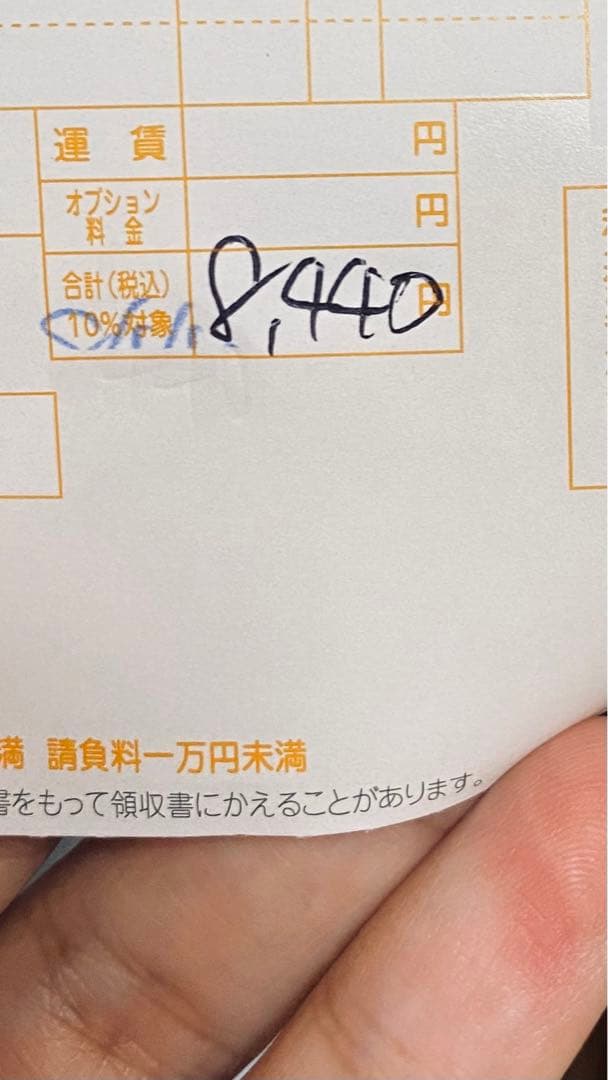 運 賃 円
オプション
料 金 円
合計(税込)
10%対象 8,440 円
満 請負料一万円未満
書をもって領収書にかえることがあります。